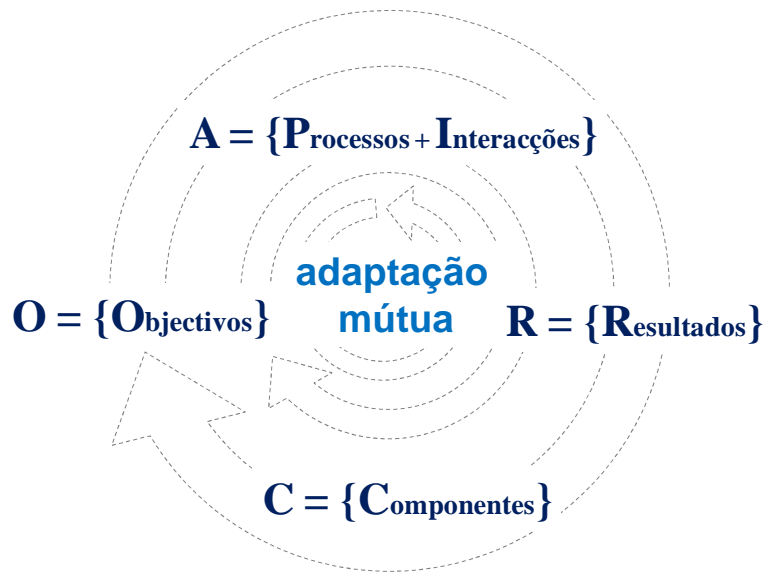 A = {Processos + Interacções}
adaptação
mútua
O = {Objectivos}
R = {Resultados}
C = {Componentes}